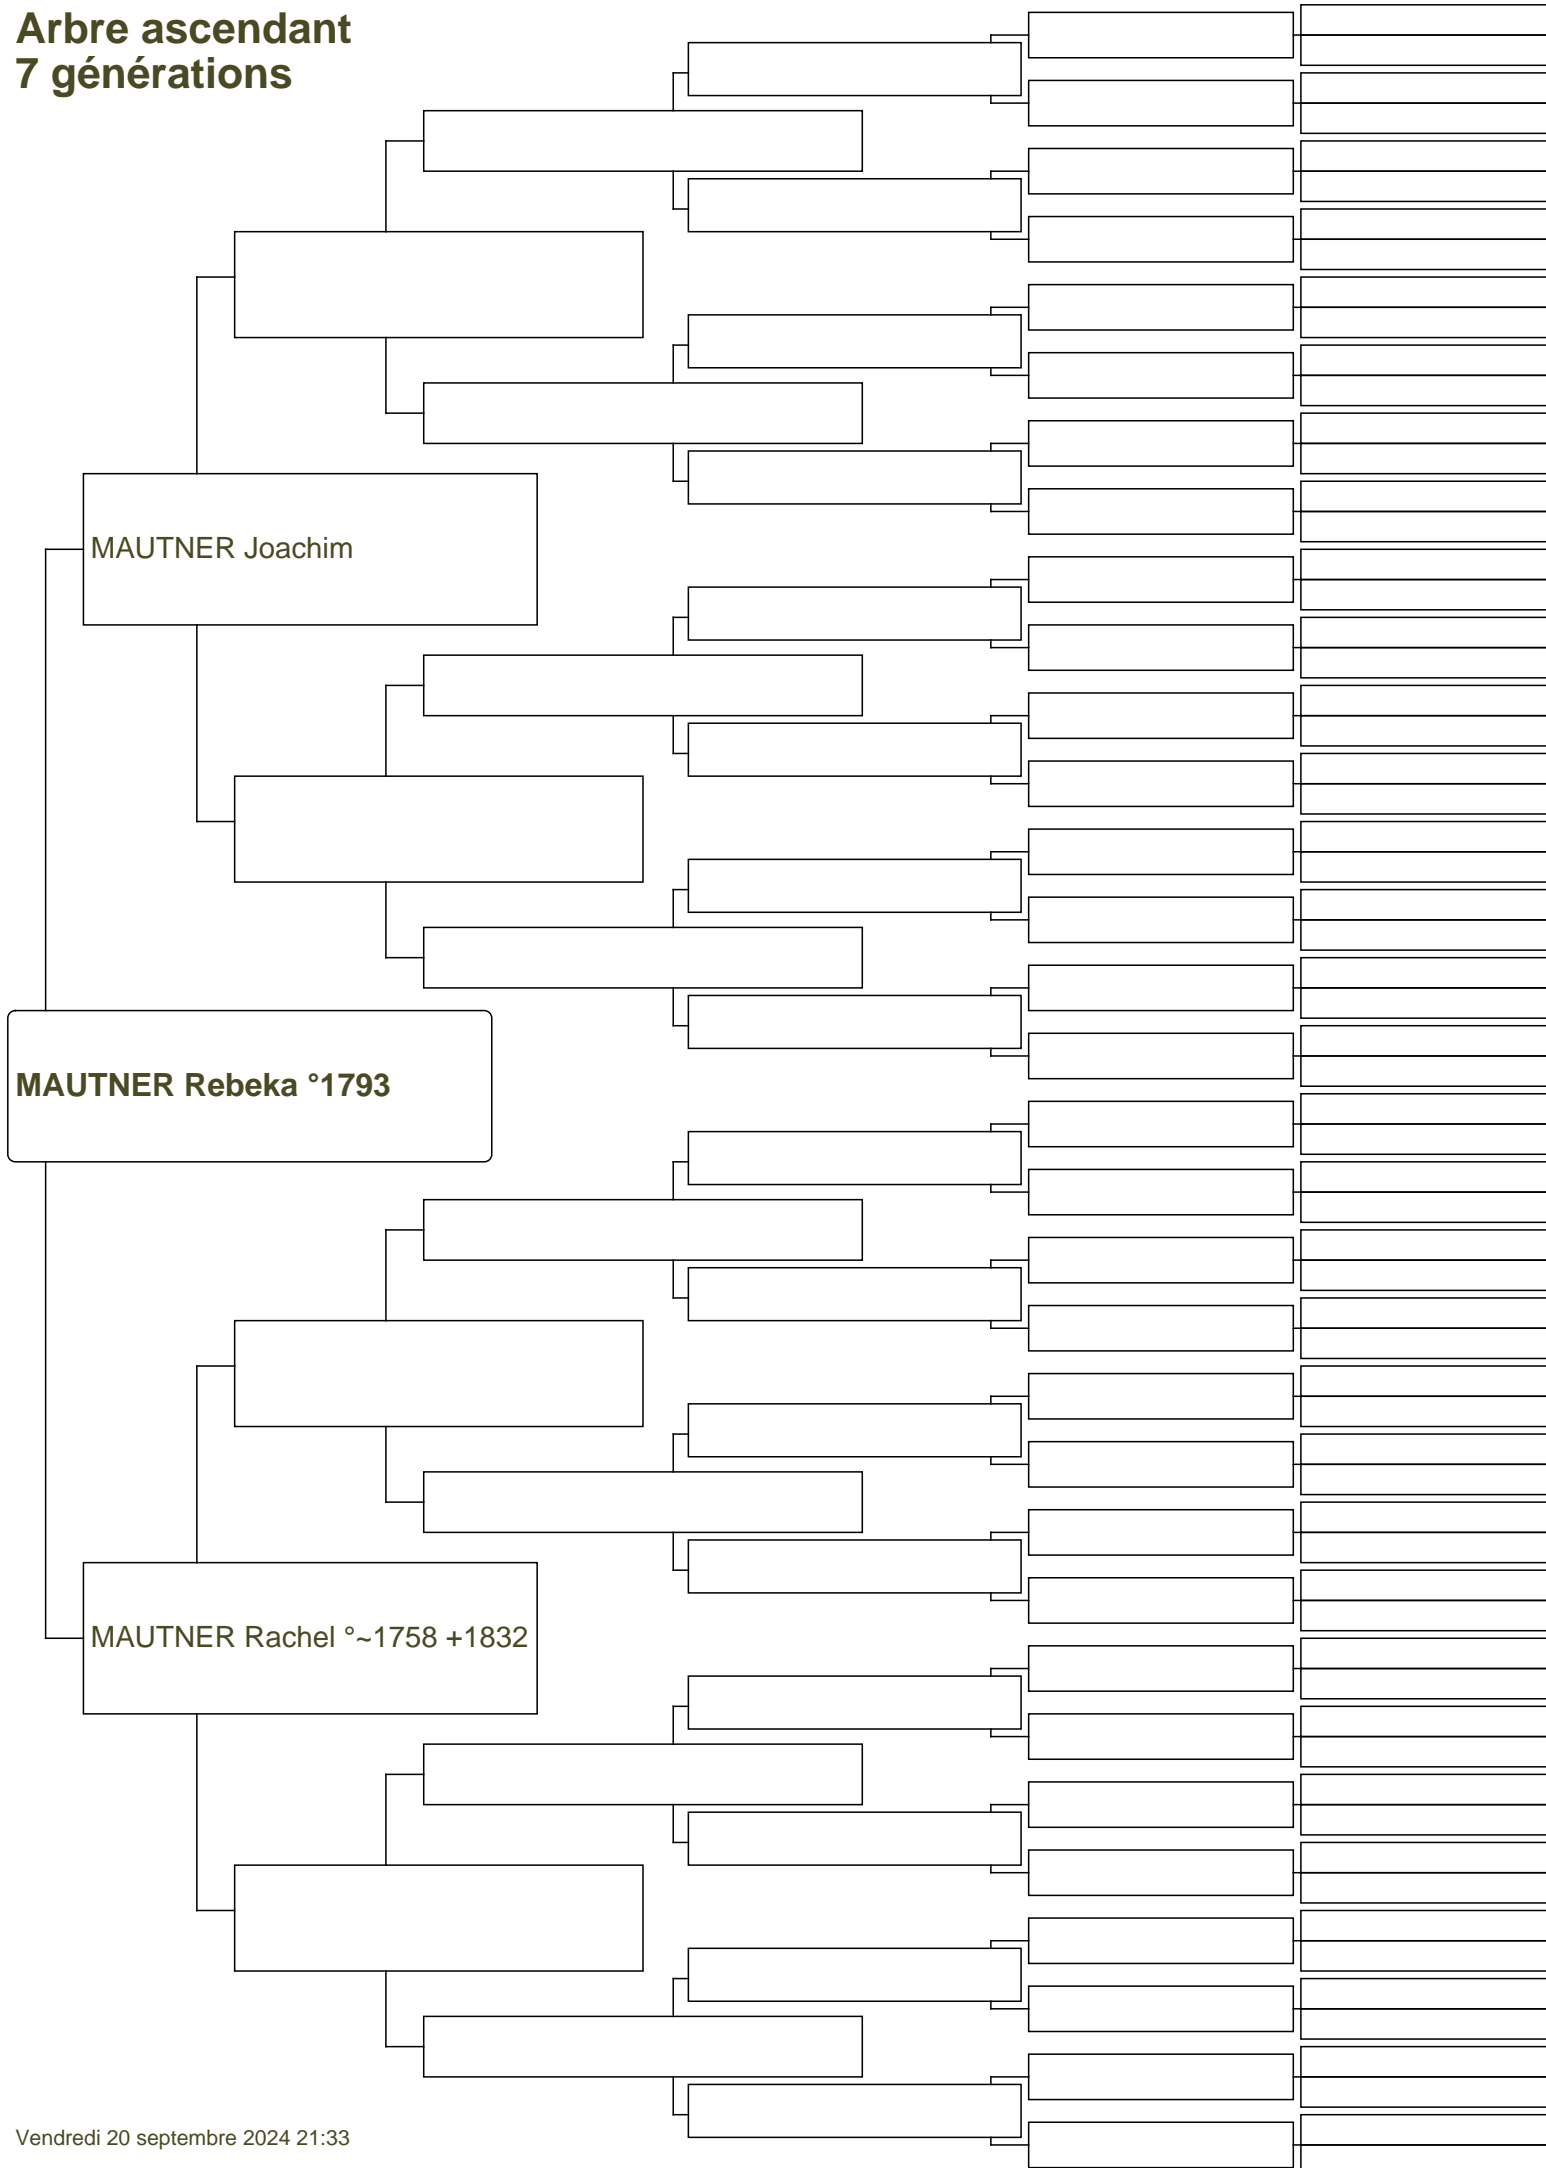 Arbre ascendant
7 générations
MAUTNER Joachim
MAUTNER Rebeka °1793
MAUTNER Rachel °~1758 +1832
Vendredi 20 septembre 2024 21:33